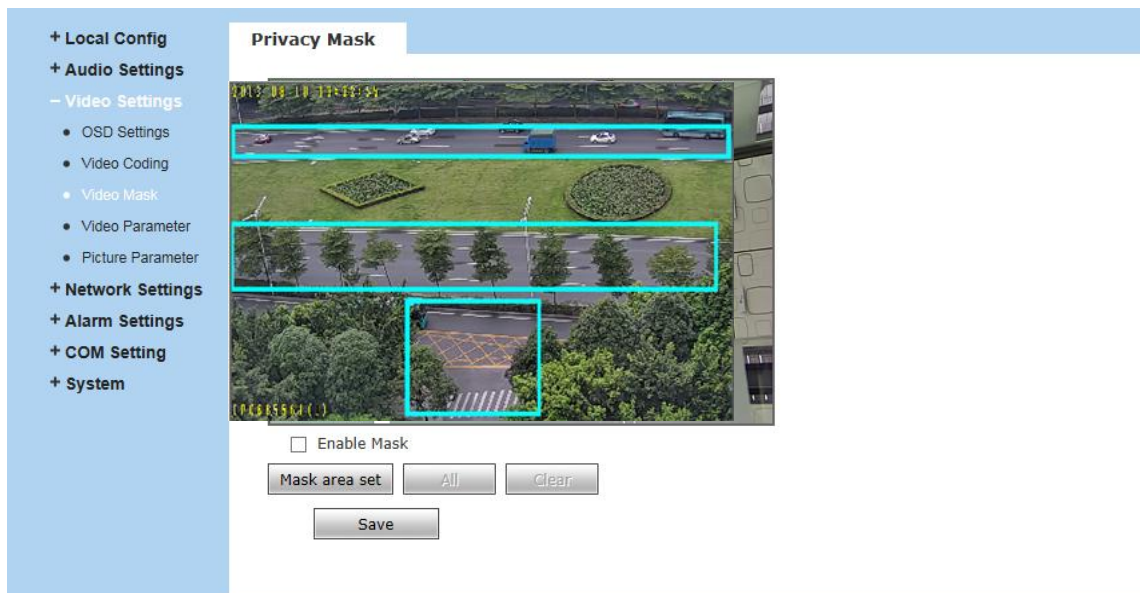 + Local Config
Privacy Mask
+ Audio Settings
– Video Settings
• OSD Settings
• Video Coding
• Video Mask
• Video Parameter
• Picture Parameter
+ Network Settings
+ Alarm Settings
+ COM Setting
+ System
Enable Mask
Mask area set
All
Clear
Save